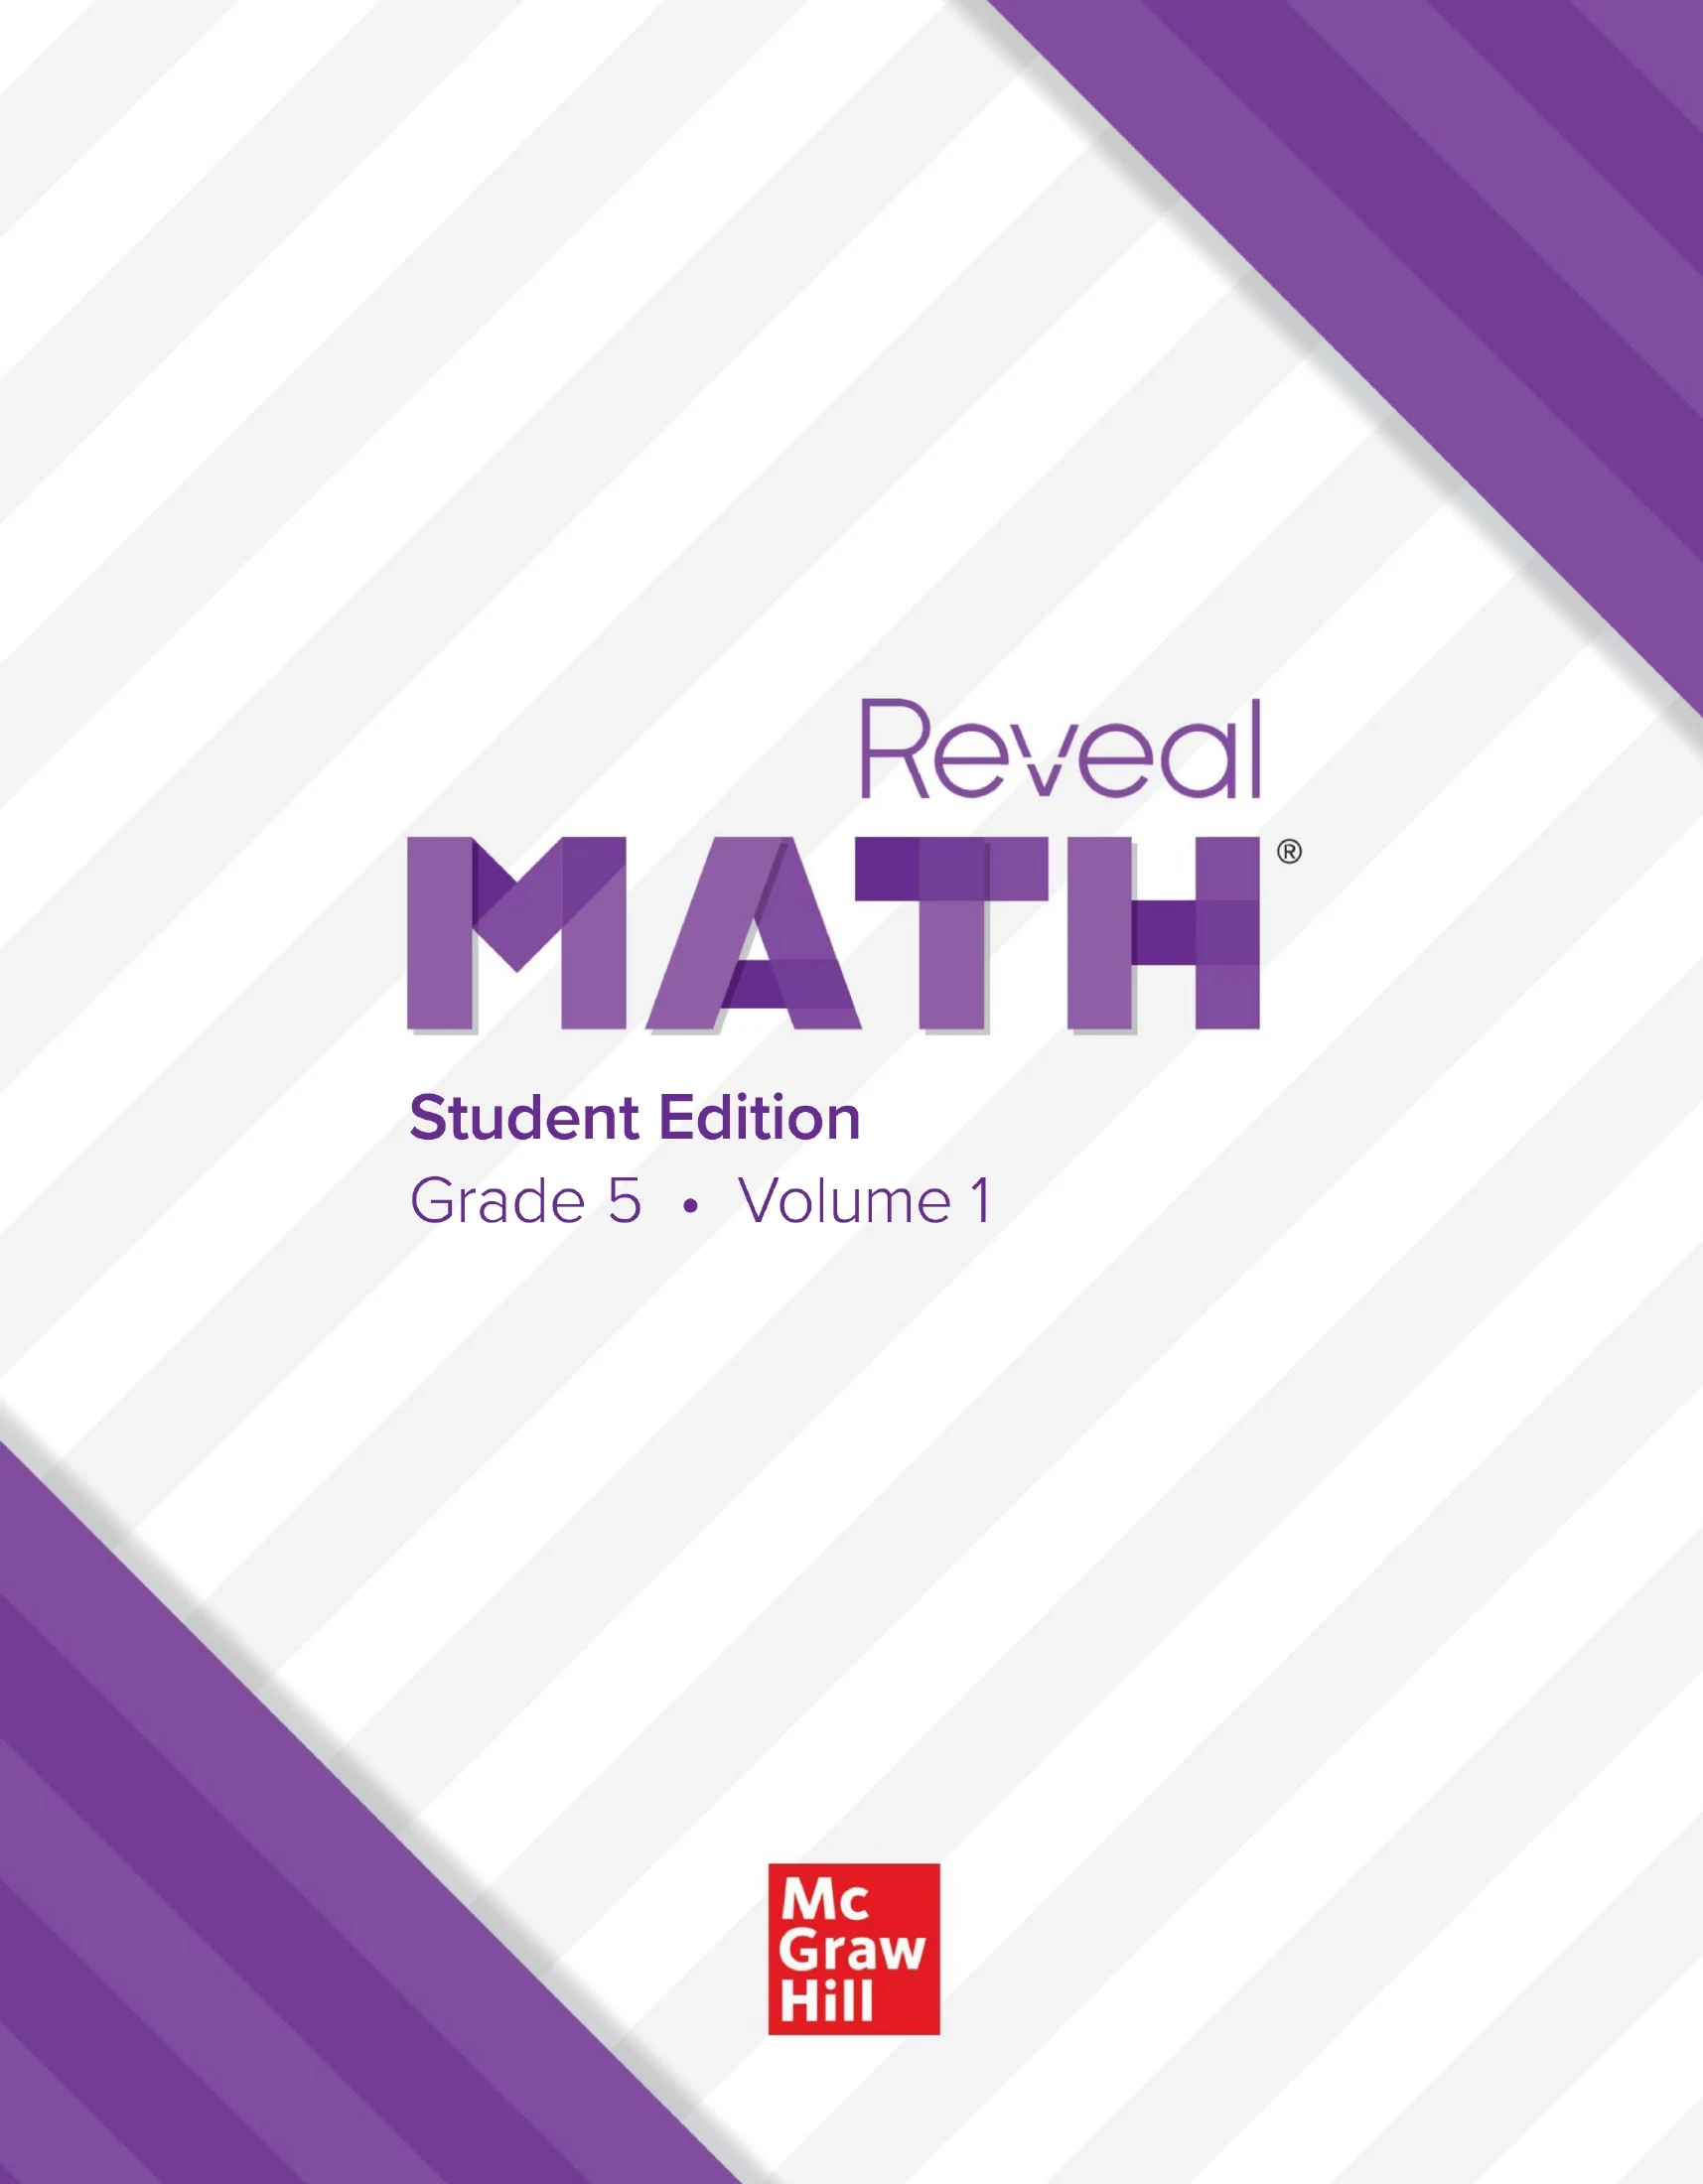 Reveal
MATH®
Student Edition
Grade 5 • Volume 1
Mc
Graw
Hill